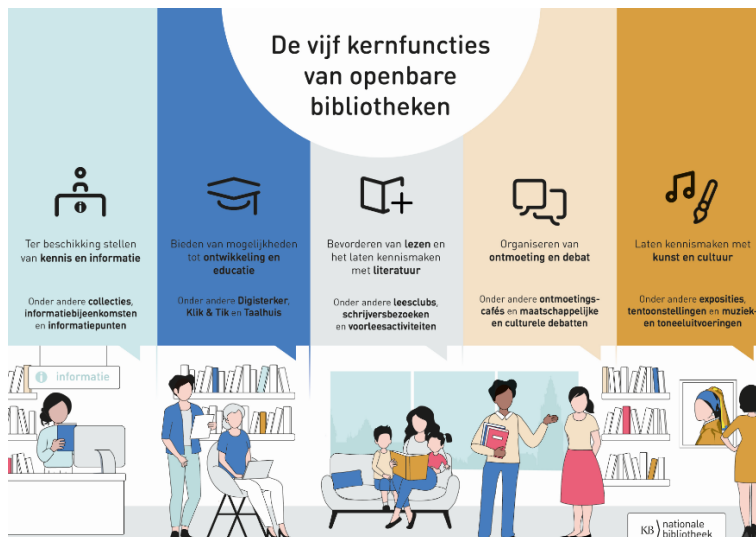 De vijf kernfuncties
van openbare
bibliotheken
Ter beschikking stellen
van kennis en informatie
Onder andere collecties,
informatiebijeenkomsten
en informatiepunten
Bieden van mogelijkheden
tot ontwikkeling en
educatie
Onder andere Digisterker,
Klik & Tik en Taalhuis
Bevorderen van lezen en
het laten kennismaken
met literatuur
Onder andere leesclubs,
schrijversbezoeken
en voorleesactiviteiten
Organiseren van
ontmoeting en debat
Onder andere ontmoetings-
cafés en maatschappelijke
en culturele debatten
Laten kennismaken met
kunst en cultuur
Onder andere exposities,
tentoonstellingen en muziek-
en toneeluitvoeringen
i informatie
KB nationale
bibliotheek